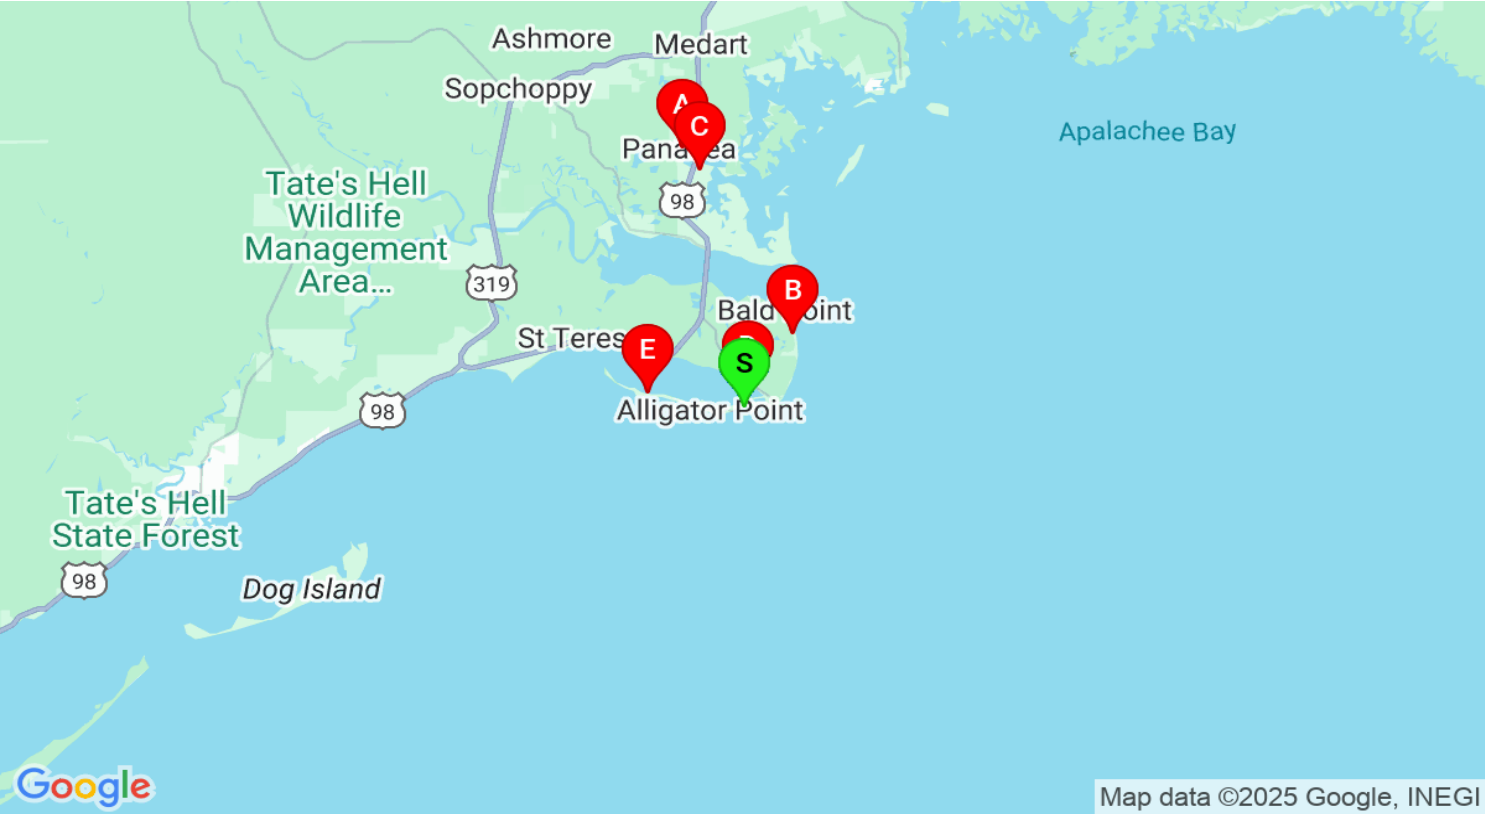 Ashmore
Medart
Sopchoppy
A
C
Apalachee Bay
Tate's Hell
Wildlife
Management
Area...
98
319
B
St Teres
E
S
Alligator Point
98
Tate's Hell
State Forest
98
Dog Island
Google
Map data ©2025 Google, INEGI